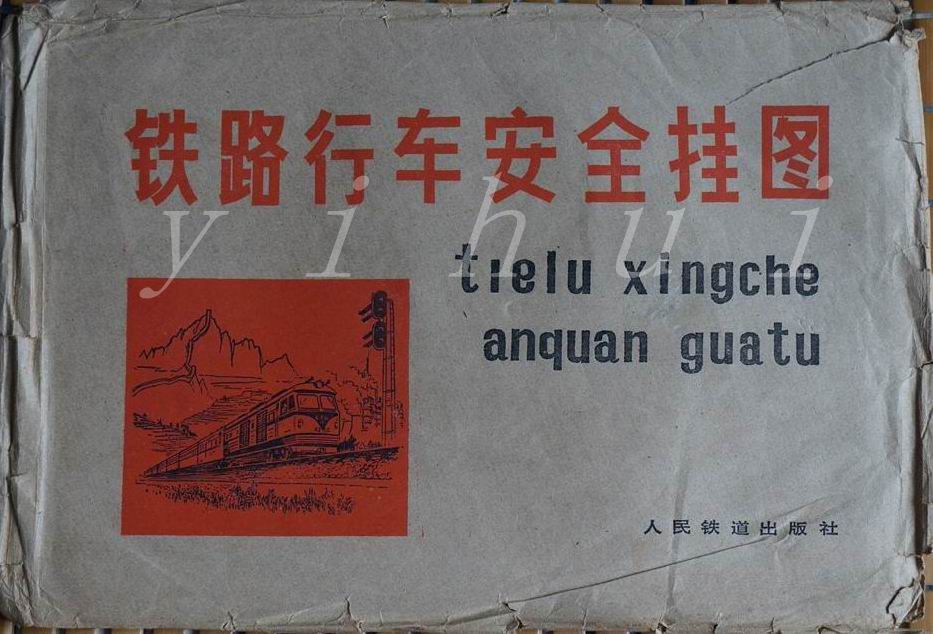 铁路行车安全挂图
yihui
tielu xingche
anquan guatu
人民铁道出版社